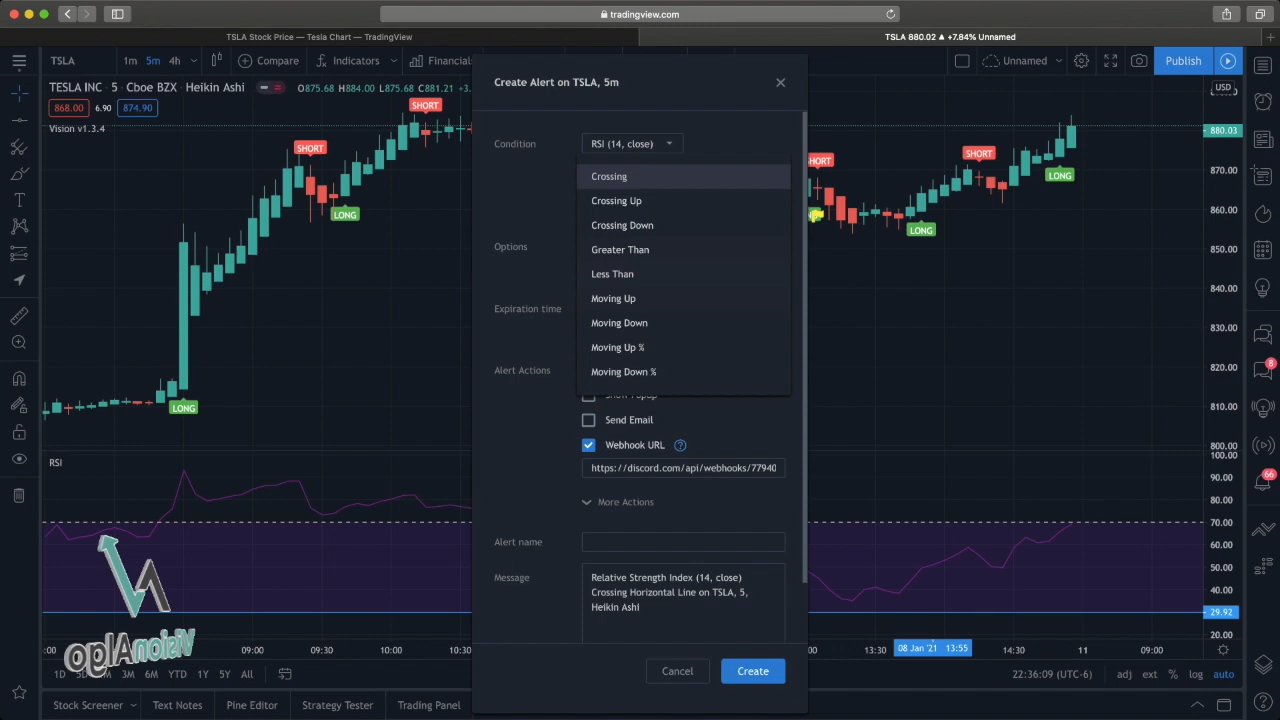 tradingview.com
TSLA Stock Price — Tesla Chart — TradingView
TSLA 880.02 ▲ +7.84% Unnamed
TSLA
1m 5m 4h
Compare
Indicators
Financials
Unnamed
Publish
TESLA INC · 5 · Cboe BZX · Heikin Ashi
O875.68 H884.00 L875.68 C881.21 +3.
USD
868.00 6.90 874.90
Vision v1.3.4
SHORT
SHORT
LONG
LONG
Create Alert on TSLA, 5m
Condition
RSI (14, close)
Crossing
Crossing Up
Crossing Down
Greater Than
Less Than
Moving Up
Moving Down
Moving Up %
Moving Down %
Options
Expiration time
Alert Actions
Show Popup
Send Email
Webhook URL
https://discord.com/api/webhooks/77940
More Actions
Alert name
Message
Relative Strength Index (14, close)
Crossing Horizontal Line on TSLA, 5,
Heikin Ashi
Cancel
Create
HORT
SHORT
LONG
LONG
880.03
870.00
860.00
850.00
840.00
830.00
820.00
810.00
800.00
100.00
90.00
80.00
70.00
60.00
50.00
40.00
29.92
20.00
RSI
VisionAlgo
:00
09:00
09:30
10:00
10:30
:00
13:30
08 Jan '21 13:55
14:30
11
09:00
1D 5D 3M 6M YTD 1Y 5Y All
22:36:09 (UTC-6)
adj ext % log auto
Stock Screener
Text Notes
Pine Editor
Strategy Tester
Trading Panel
8
66